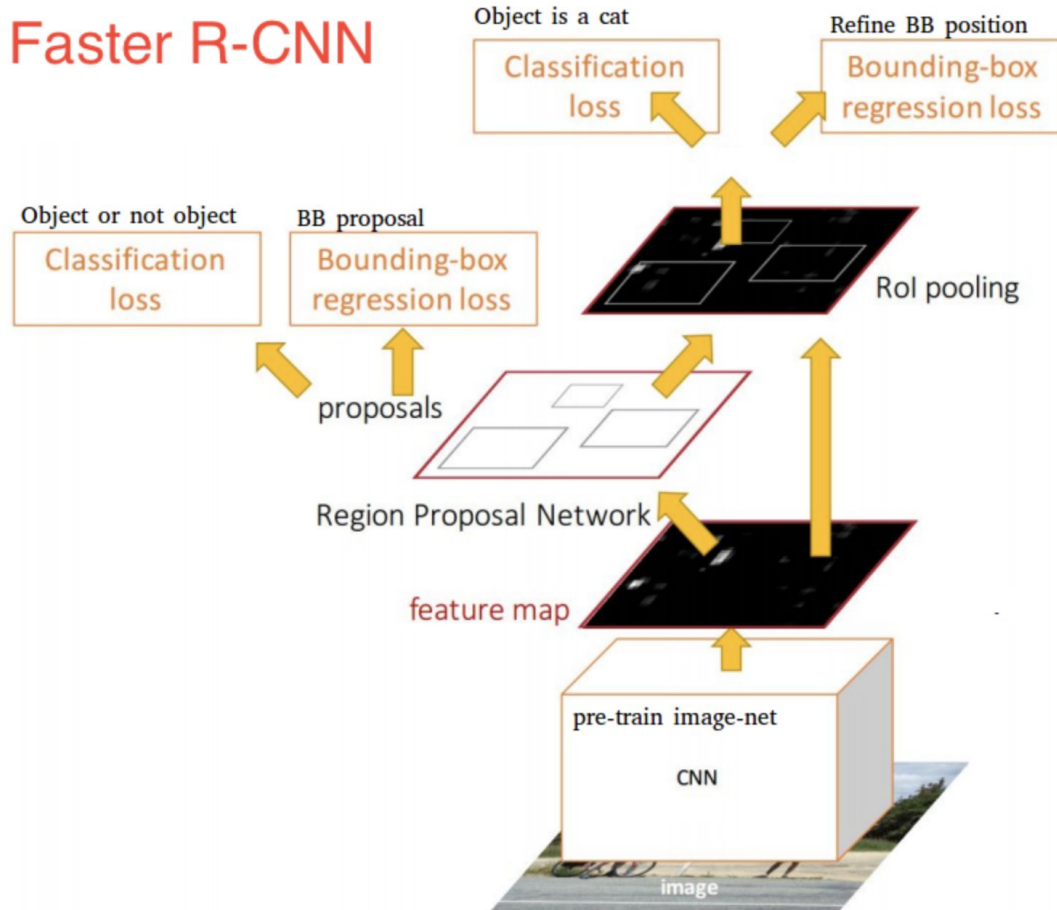 Faster R-CNN
Object is a cat
Refine BB position
Classification
loss
Bounding-box
regression loss
Object or not object
BB proposal
Classification
loss
Bounding-box
regression loss
RoI pooling
proposals
Region Proposal Network
feature map
pre-train image-net
CNN
image